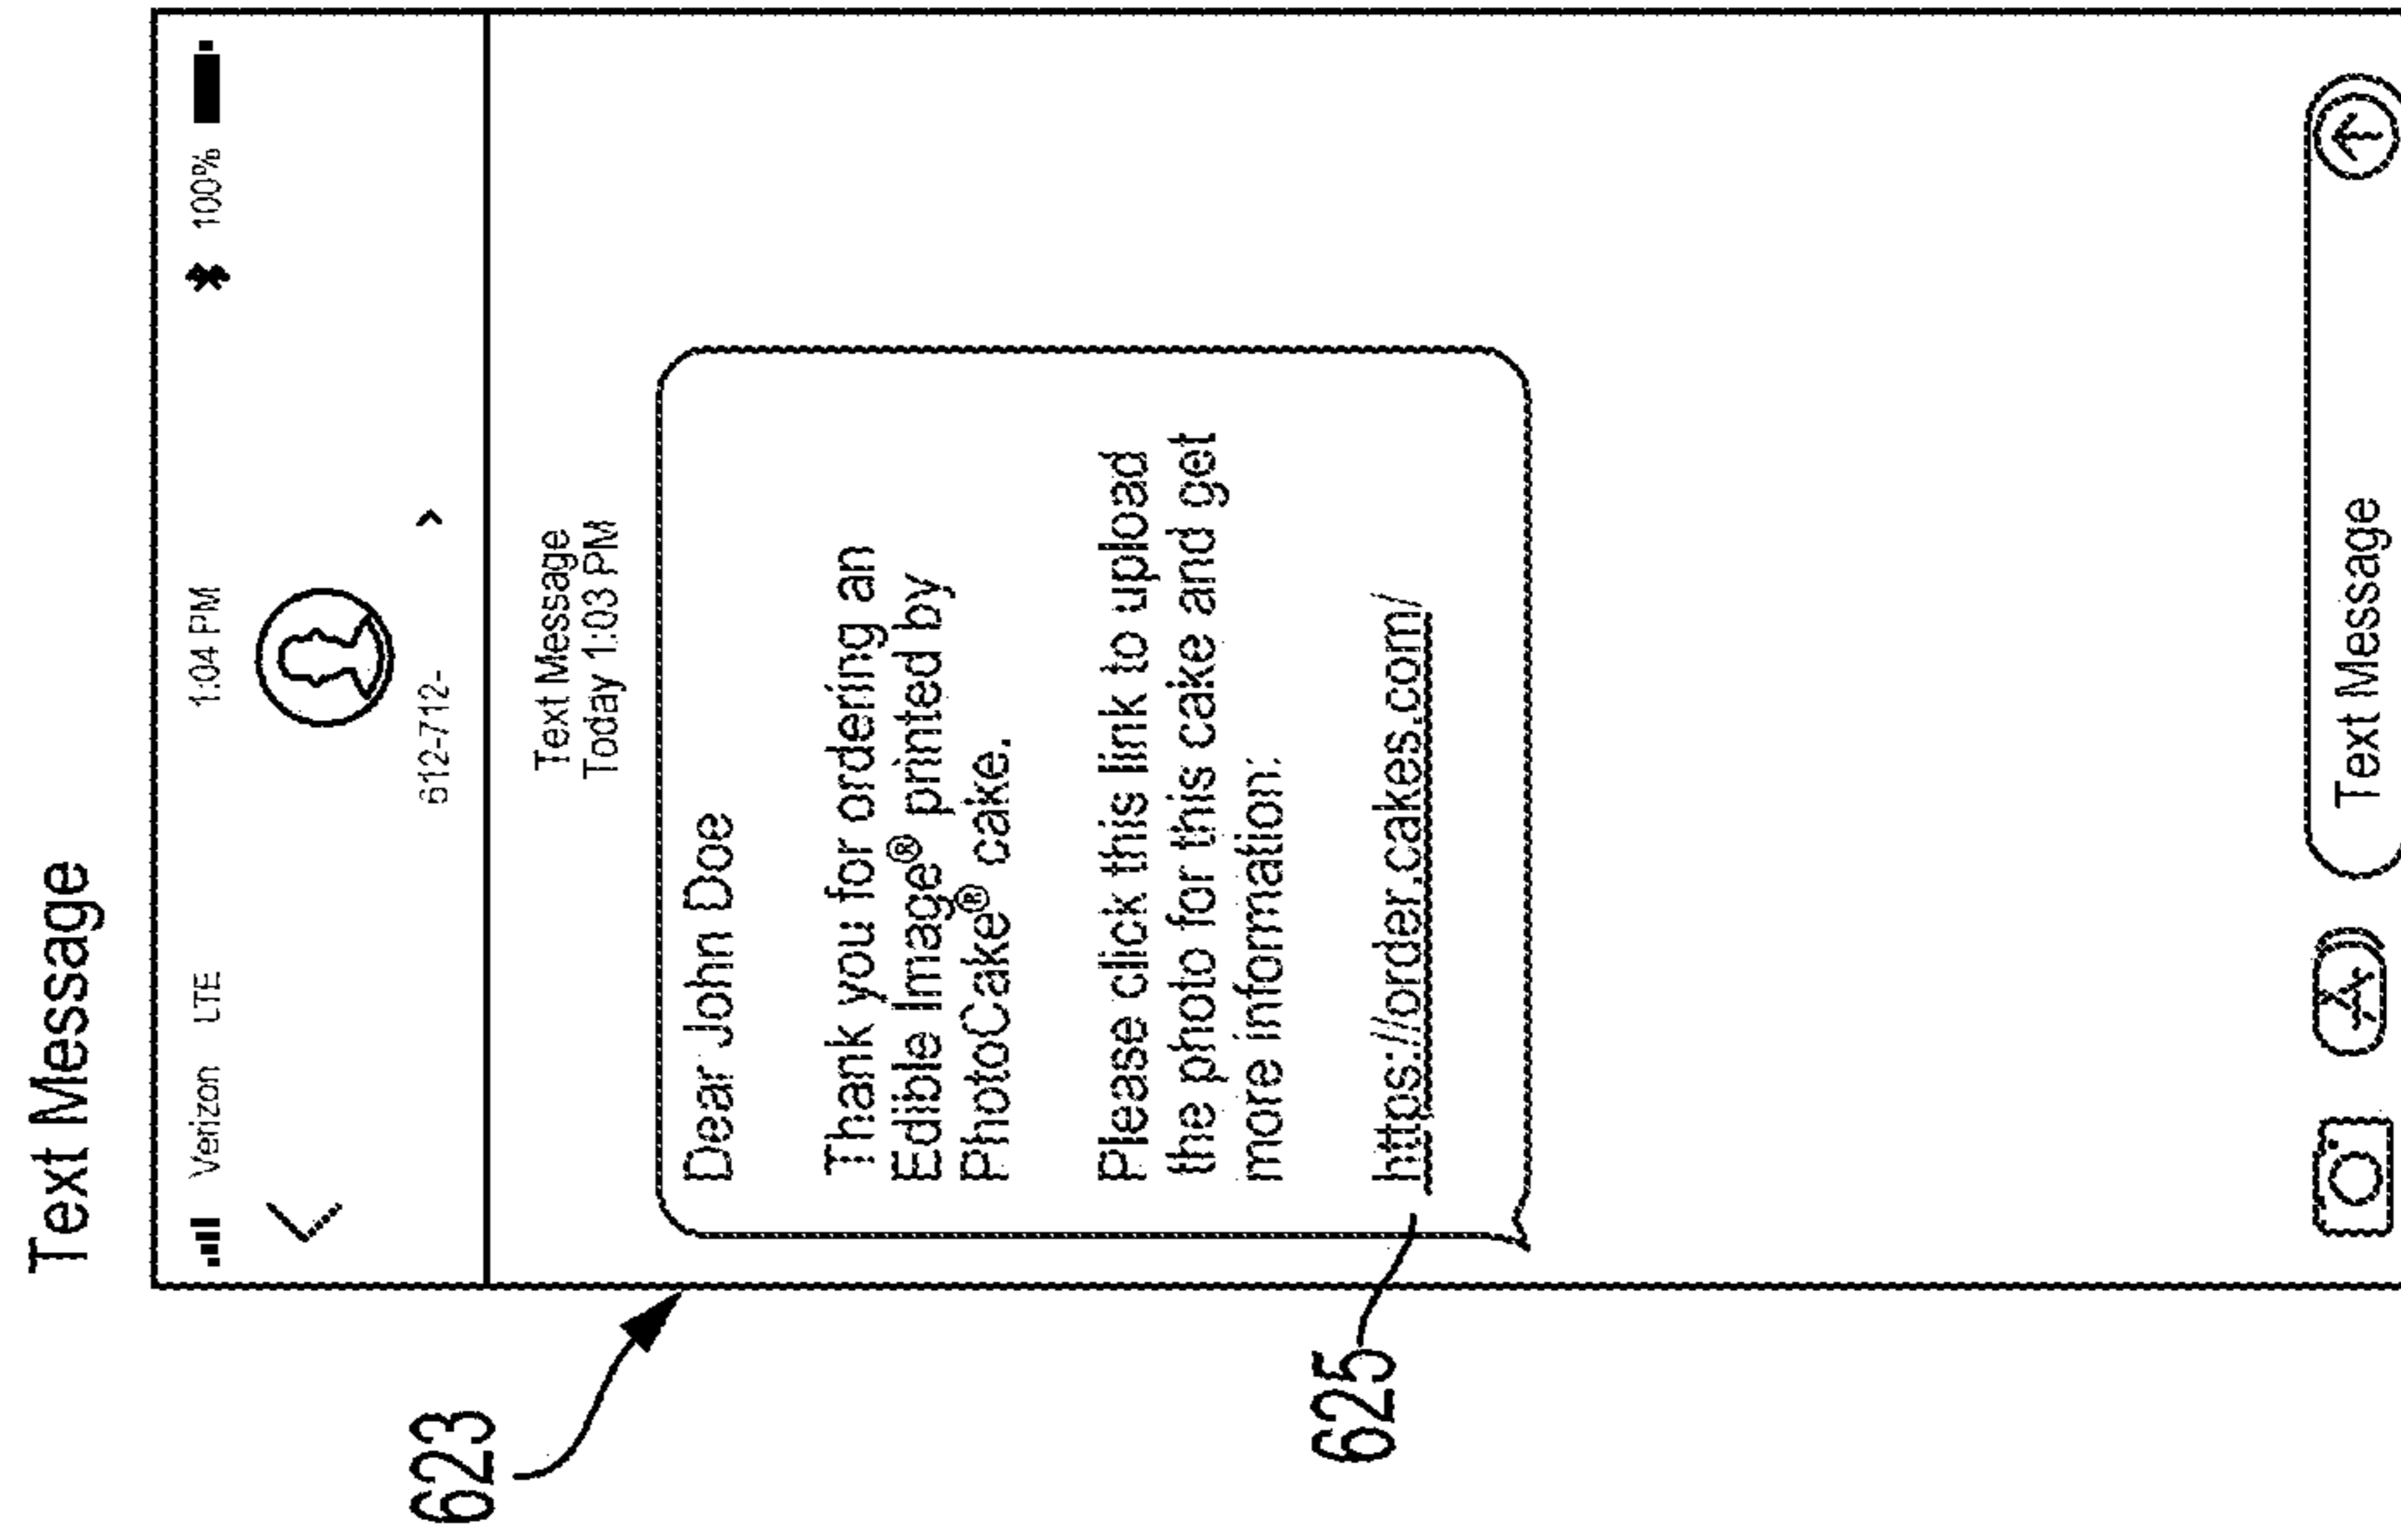 Text Message
Verizon LTE 1:04 PM 100%
612-712-
Text Message
Today 1:03 PM
Dear John Doe
Thank you for ordering an
Edible Image® printed by
PhotoCake® cake.
Please click this link to upload
the photo for this cake and get
more information:
https://order.cakes.com/
Text Message
623
625